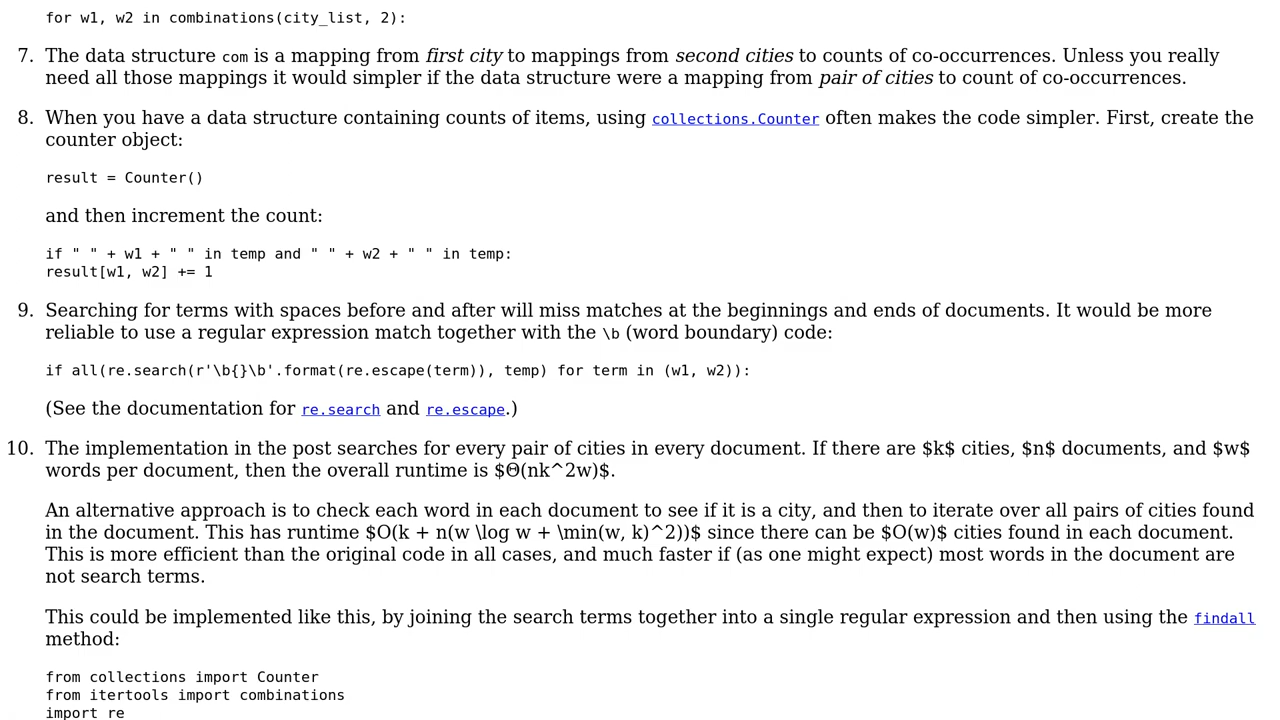 for w1, w2 in combinations(city_list, 2):
7. The data structure com is a mapping from first city to mappings from second cities to counts of co-occurrences. Unless you really
need all those mappings it would simpler if the data structure were a mapping from pair of cities to count of co-occurrences.
8. When you have a data structure containing counts of items, using collections.Counter often makes the code simpler. First, create the
counter object:
result = Counter()
and then increment the count:
if " " + w1 + " " in temp and " " + w2 + " " in temp:
result[w1, w2] += 1
9. Searching for terms with spaces before and after will miss matches at the beginnings and ends of documents. It would be more
reliable to use a regular expression match together with the \b (word boundary) code:
if all(re.search(r'\b{}\b'.format(re.escape(term)), temp) for term in (w1, w2)):
(See the documentation for re.search and re.escape.)
10. The implementation in the post searches for every pair of cities in every document. If there are $k$ cities, $n$ documents, and $w$
words per document, then the overall runtime is $Θ(nk^2w)$.
An alternative approach is to check each word in each document to see if it is a city, and then to iterate over all pairs of cities found
in the document. This has runtime $O(k + n(w \log w + \min(w, k)^2))$ since there can be $O(w)$ cities found in each document.
This is more efficient than the original code in all cases, and much faster if (as one might expect) most words in the document are
not search terms.
This could be implemented like this, by joining the search terms together into a single regular expression and then using the findall
method:
from collections import Counter
from itertools import combinations
import re